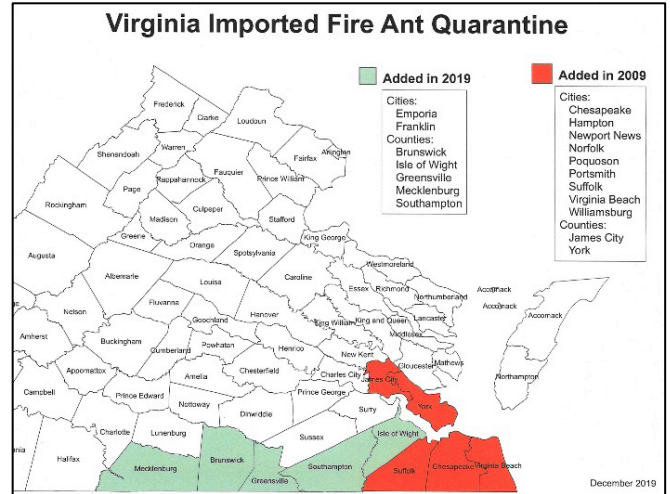 Virginia Imported Fire Ant Quarantine
Added in 2019
Cities:
Emporia
Franklin
Counties:
Brunswick
Isle of Wight
Greensville
Mecklenburg
Southampton
Added in 2009
Cities:
Chesapeake
Hampton
Newport News
Norfolk
Poquoson
Portsmouth
Suffolk
Virginia Beach
Williamsburg
Counties:
James City
York
Frederick
Clarke
Loudoun
Shenandoah
Warren
Fairfax
Arlington
Fauquier
Rappahannock
Prince William
Page
Rockingham
Culpeper
Madison
Stafford
Greene
King George
Orange
Augusta
Spotsylvania
Westmoreland
Albemarle
Caroline
Essex
Richmond
Accomack
Louisa
Northumberland
Accomack
Nelson
Fluvanna
Hanover
Lancaster
Accomack
Goochland
King William
King and Queen
Middlesex
Amherst
Buckingham
Powhatan
Henrico
Cumberland
New Kent
Gloucester
Mathews
Appomattox
Amelia
Chesterfield
Charles City
James City
Northampton
Campbell
Prince Edward
Prince George
Nottoway
York
Dinwiddie
Surry
Charlotte
Lunenburg
Isle of Wight
Sussex
nia
Halifax
Mecklenburg
Brunswick
Greensville
Southampton
Suffolk
Chesapeake
Virginia Beach
December 2019